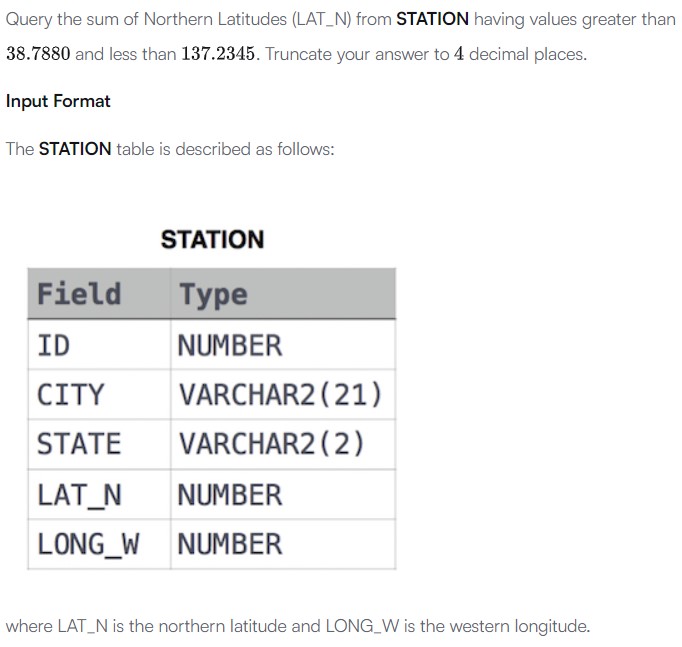 Query the sum of Northern Latitudes (LAT_N) from STATION having values greater than
38.7880 and less than 137.2345. Truncate your answer to 4 decimal places.
Input Format
The STATION table is described as follows:
STATION
Field Type
ID NUMBER
CITY VARCHAR2(21)
STATE VARCHAR2(2)
LAT_N NUMBER
LONG_W NUMBER
where LAT_N is the northern latitude and LONG_W is the western longitude.